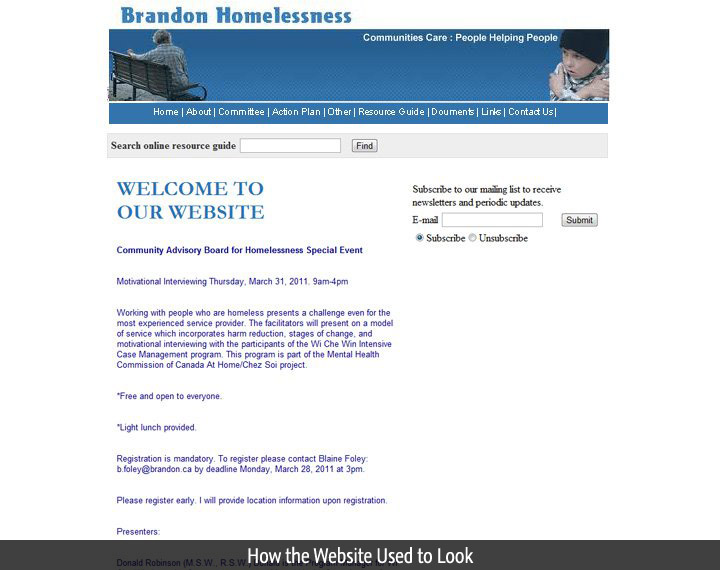 Brandon Homelessness
Communities Care : People Helping People
Home | About | Committee | Action Plan | Other | Resource Guide | Douments | Links | Contact Us |
Search online resource guide
Find
WELCOME TO
OUR WEBSITE
Subscribe to our mailing list to receive
newsletters and periodic updates.
E-mail
Submit
Subscribe Unsubscribe
Community Advisory Board for Homelessness Special Event
Motivational Interviewing Thursday, March 31, 2011. 9am-4pm
Working with people who are homeless presents a challenge even for the
most experienced service provider. The facilitators will present on a model
of service which incorporates harm reduction, stages of change, and
motivational interviewing with the participants of the Wi Che Win Intensive
Case Management program. This program is part of the Mental Health
Commission of Canada At Home/Chez Soi project.
*Free and open to everyone.
*Light lunch provided.
Registration is mandatory. To register please contact Blaine Foley:
b.foley@brandon.ca by deadline Monday, March 28, 2011 at 3pm.
Please register early. I will provide location information upon registration.
Presenters:
How the Website Used to Look
Donald Robinson (M.S.W., R.S.W.)